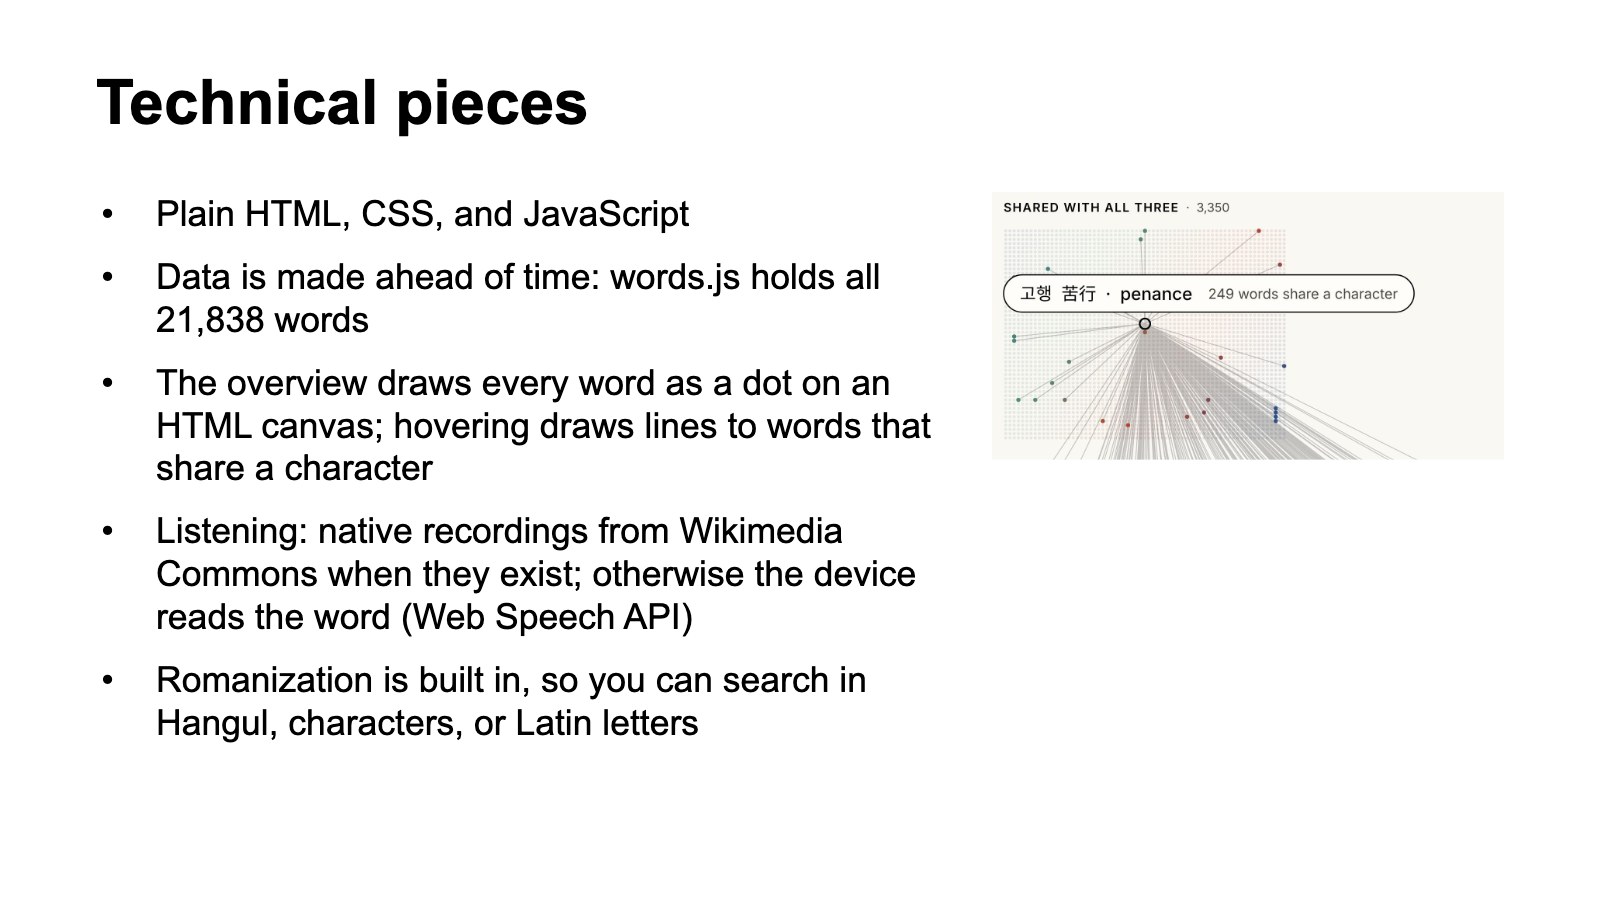 Technical pieces
• Plain HTML, CSS, and JavaScript
• Data is made ahead of time: words.js holds all
21,838 words
• The overview draws every word as a dot on an
HTML canvas; hovering draws lines to words that
share a character
• Listening: native recordings from Wikimedia
Commons when they exist; otherwise the device
reads the word (Web Speech API)
• Romanization is built in, so you can search in
Hangul, characters, or Latin letters
SHARED WITH ALL THREE · 3,350
고행 苦行 · penance 249 words share a character